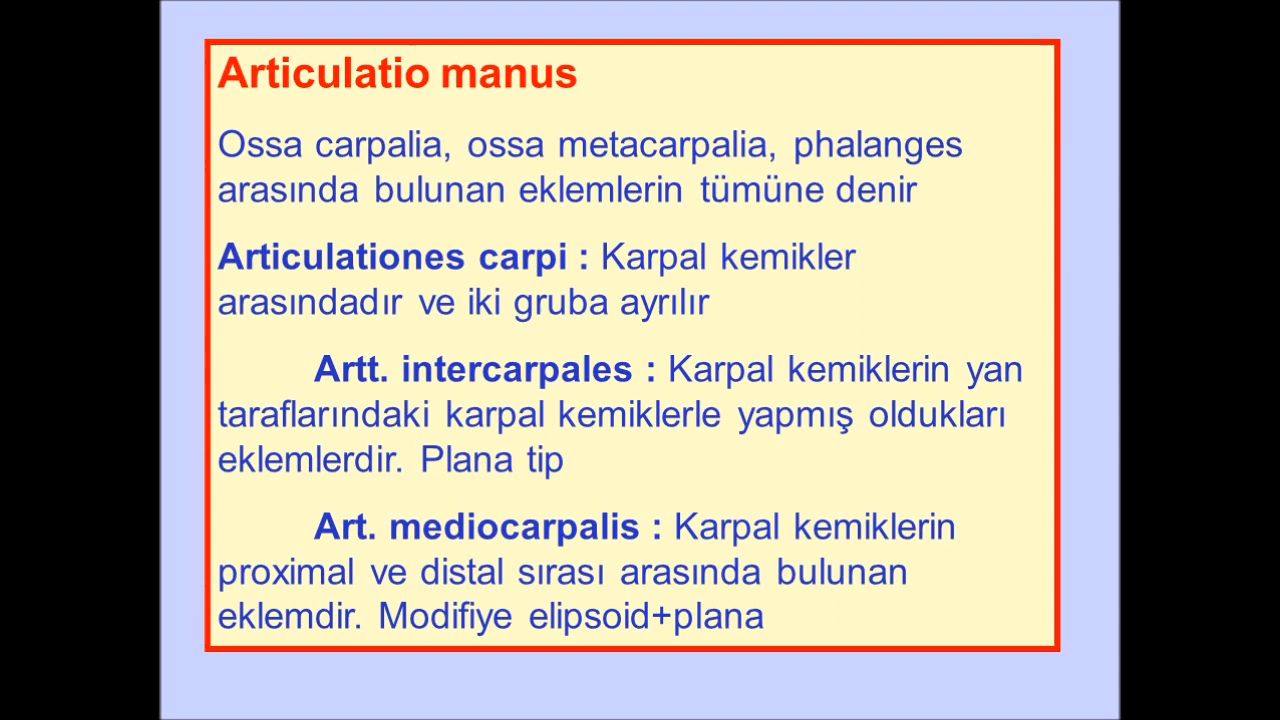 Articulatio manus
Ossa carpalia, ossa metacarpalia, phalanges
arasında bulunan eklemlerin tümüne denir
Articulationes carpi : Karpal kemikler
arasındadır ve iki gruba ayrılır
Artt. intercarpales : Karpal kemiklerin yan
taraflarındaki karpal kemiklerle yapmış oldukları
eklemlerdir. Plana tip
Art. mediocarpalis : Karpal kemiklerin
proximal ve distal sırası arasında bulunan
eklemdir. Modifiye elipsoid+plana